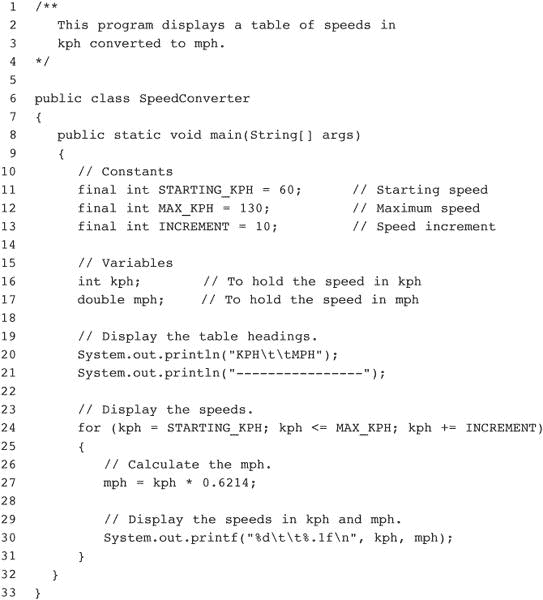 1 /**
2    This program displays a table of speeds in
3    kph converted to mph.
4 */
5
6 public class SpeedConverter
7 {
8    public static void main(String[] args)
9    {
10      // Constants
11      final int STARTING_KPH = 60;      // Starting speed
12      final int MAX_KPH = 130;          // Maximum speed
13      final int INCREMENT = 10;         // Speed increment
14
15      // Variables
16      int kph;        // To hold the speed in kph
17      double mph;     // To hold the speed in mph
18
19      // Display the table headings.
20      System.out.println("KPH\t\tMPH");
21      System.out.println("----------------");
22
23      // Display the speeds.
24      for (kph = STARTING_KPH; kph <= MAX_KPH; kph += INCREMENT)
25      {
26         // Calculate the mph.
27         mph = kph * 0.6214;
28
29         // Display the speeds in kph and mph.
30         System.out.printf("%d\t\t%.1f\n", kph, mph);
31      }
32   }
33 }